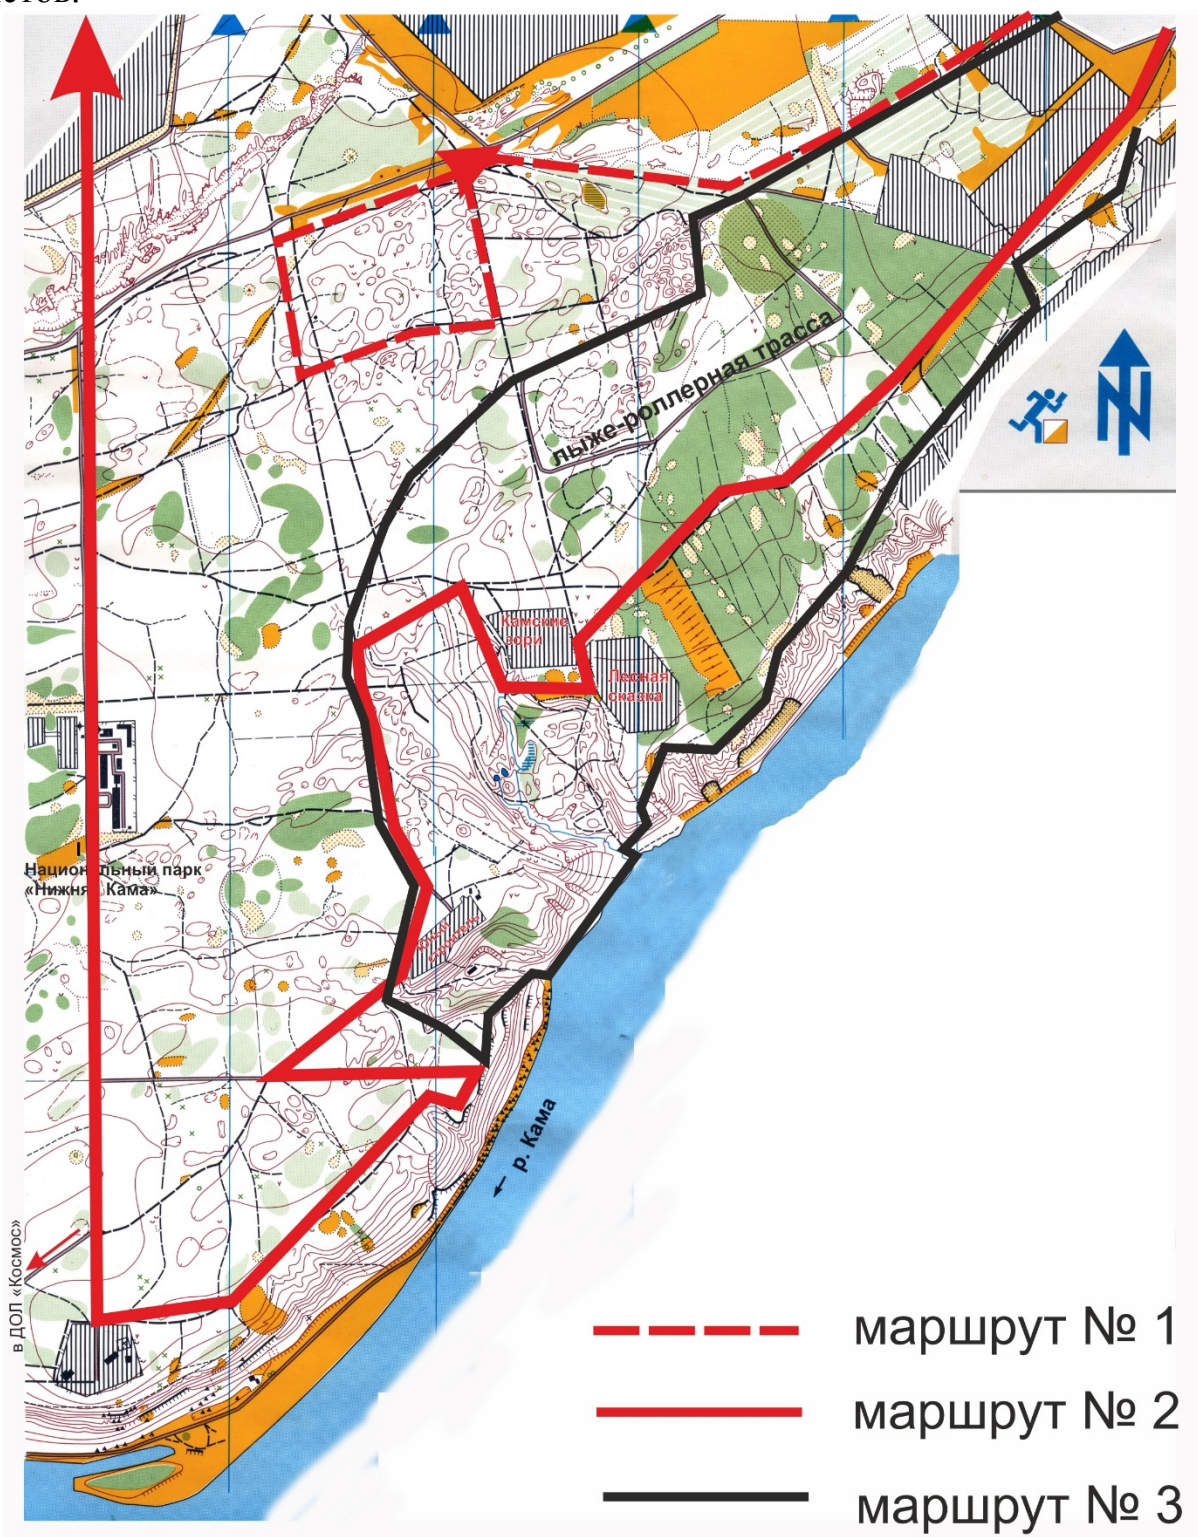 лыже-роллерная трасса
N
Камские
зори
Лесная
сказка
Национальный парк
«Нижняя Кама»
р. Кама
в ДОЛ «Космос»
маршрут № 1
маршрут № 2
маршрут № 3